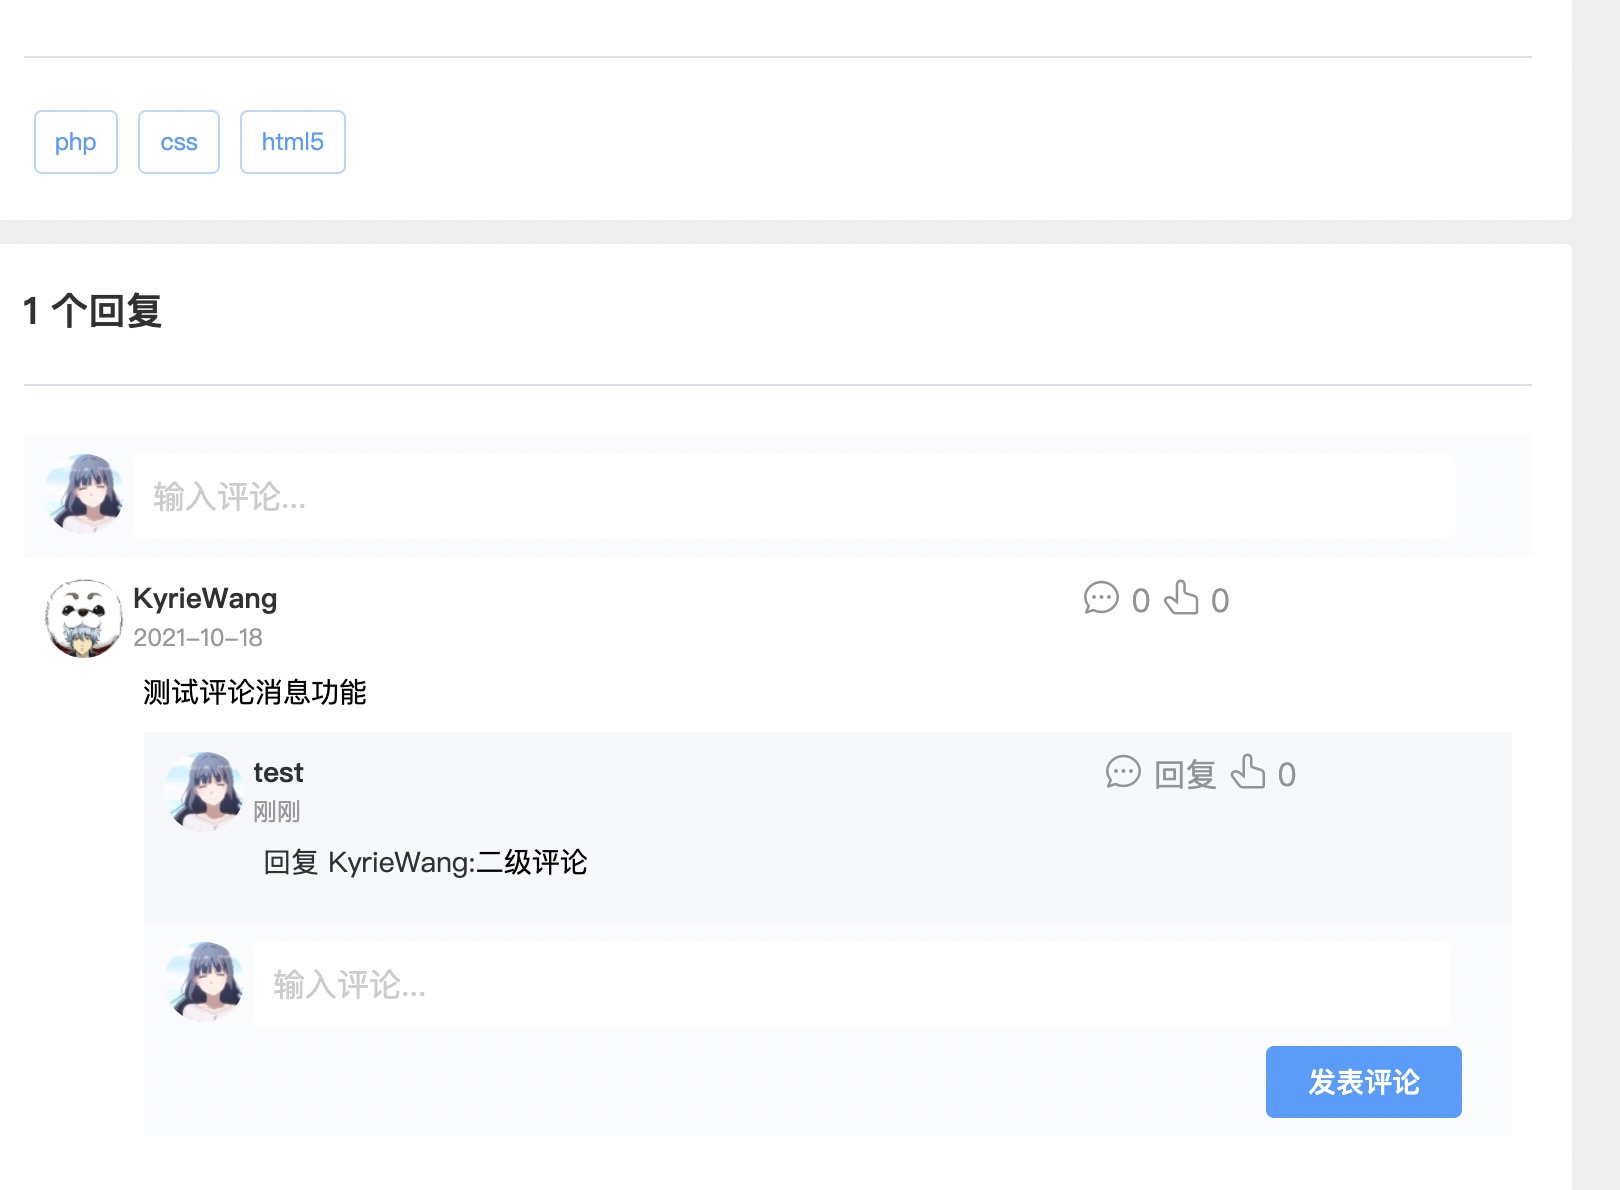 php css html5
1 个回复
输入评论...
KyrieWang 0 0
2021-10-18
测试评论消息功能
test 回复 0
刚刚
回复 KyrieWang:二级评论
输入评论...
发表评论